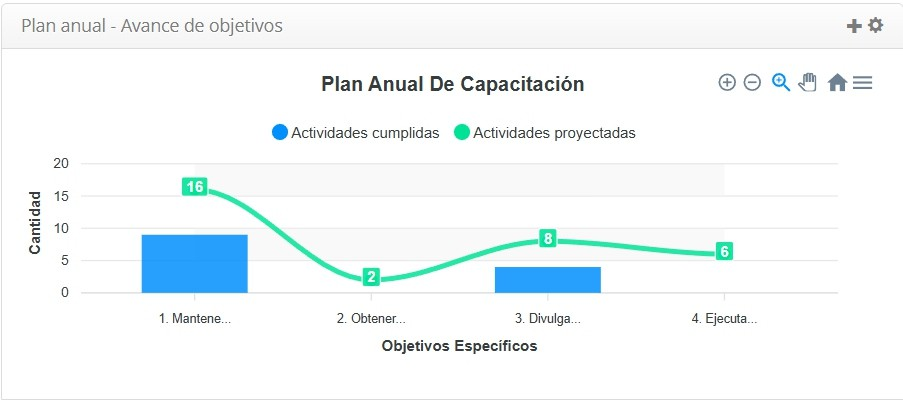 Plan anual - Avance de objetivos
Plan Anual De Capacitación
Actividades cumplidas Actividades proyectadas
20
15
10
5
0
Cantidad
16
2
8
6
1. Mantene... 2. Obtener... 3. Divulga... 4. Ejecuta...
Objetivos Específicos